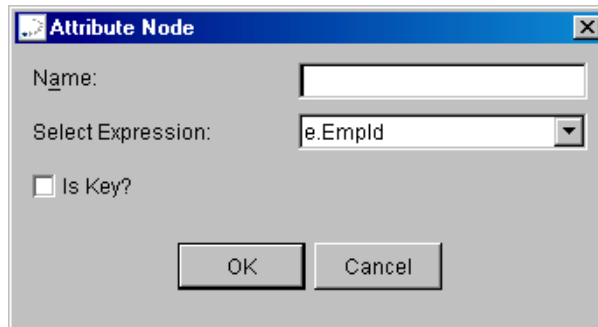 Attribute Node
Name:
Select Expression: e.EmpId
Is Key?
OK Cancel